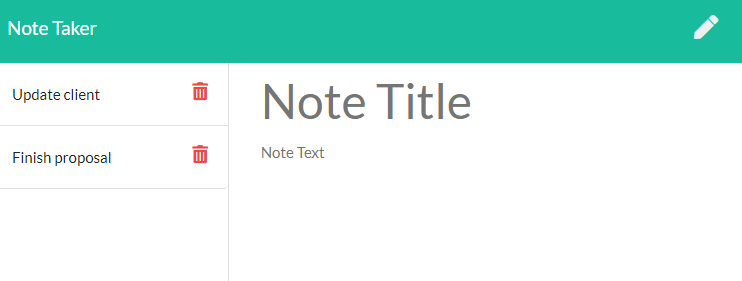 Note Taker
Update client
Finish proposal
Note Title
Note Text